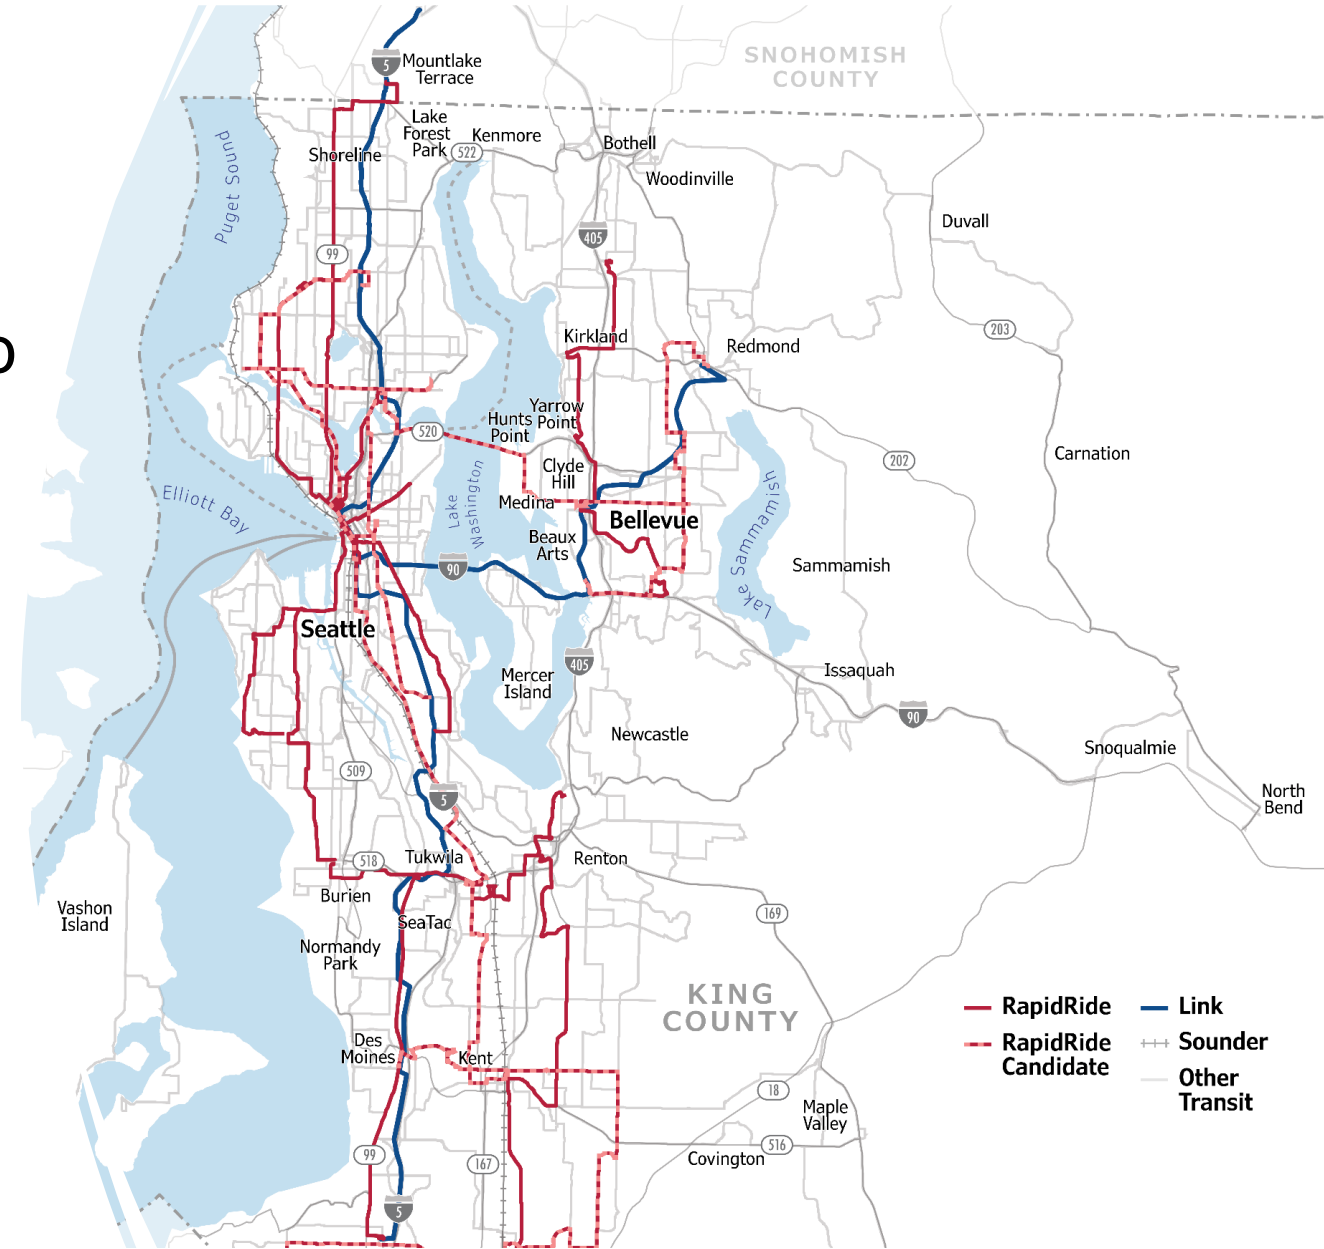 SNOHOMISH
COUNTY
5
Mountlake
Terrace
Lake
Forest
Park
Kenmore
522
Bothell
Shoreline
Woodinville
Puget Sound
Duvall
405
99
203
Kirkland
Redmond
Yarrow
Point
Hunts
Point
520
Carnation
202
Clyde
Hill
Elliott Bay
Lake
Washington
Medina
Bellevue
Beaux
Arts
Lake Sammamish
90
Sammamish
Seattle
405
Mercer
Island
Issaquah
90
Newcastle
Snoqualmie
509
5
North
Bend
518
Tukwila
Renton
Burien
Vashon
Island
SeaTac
169
Normandy
Park
KING
COUNTY
RapidRide
RapidRide
Candidate
Link
Sounder
Other
Transit
Des
Moines
Kent
18
Maple
Valley
516
Covington
99
167
5